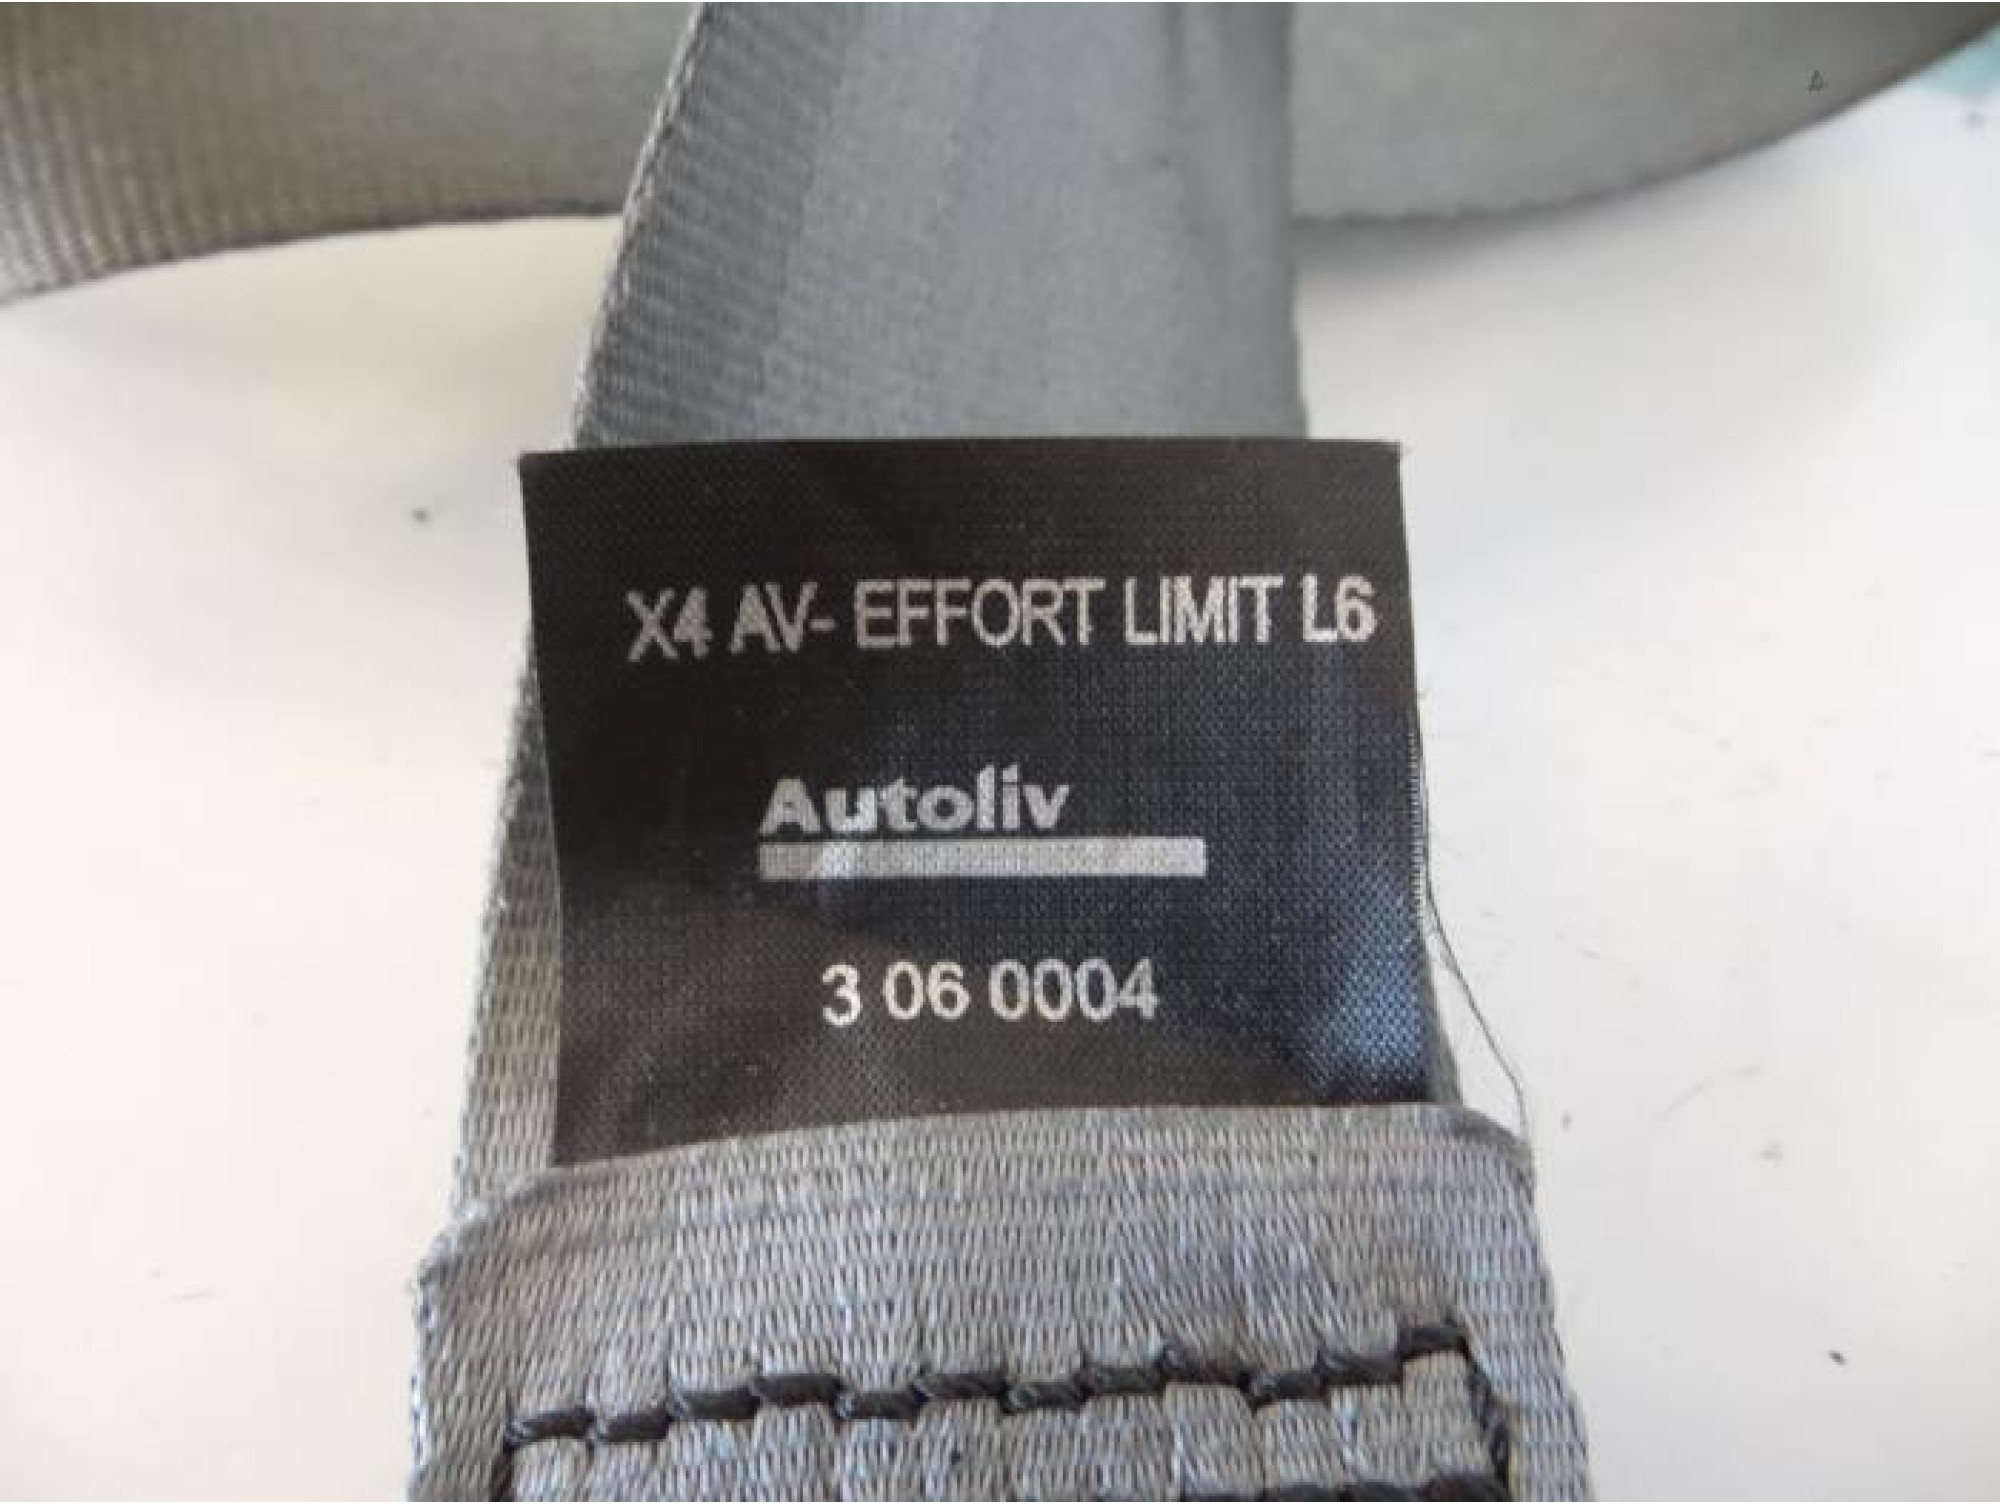 X4 AV- EFFORT LIMIT L6
Autoliv
3 06 0004